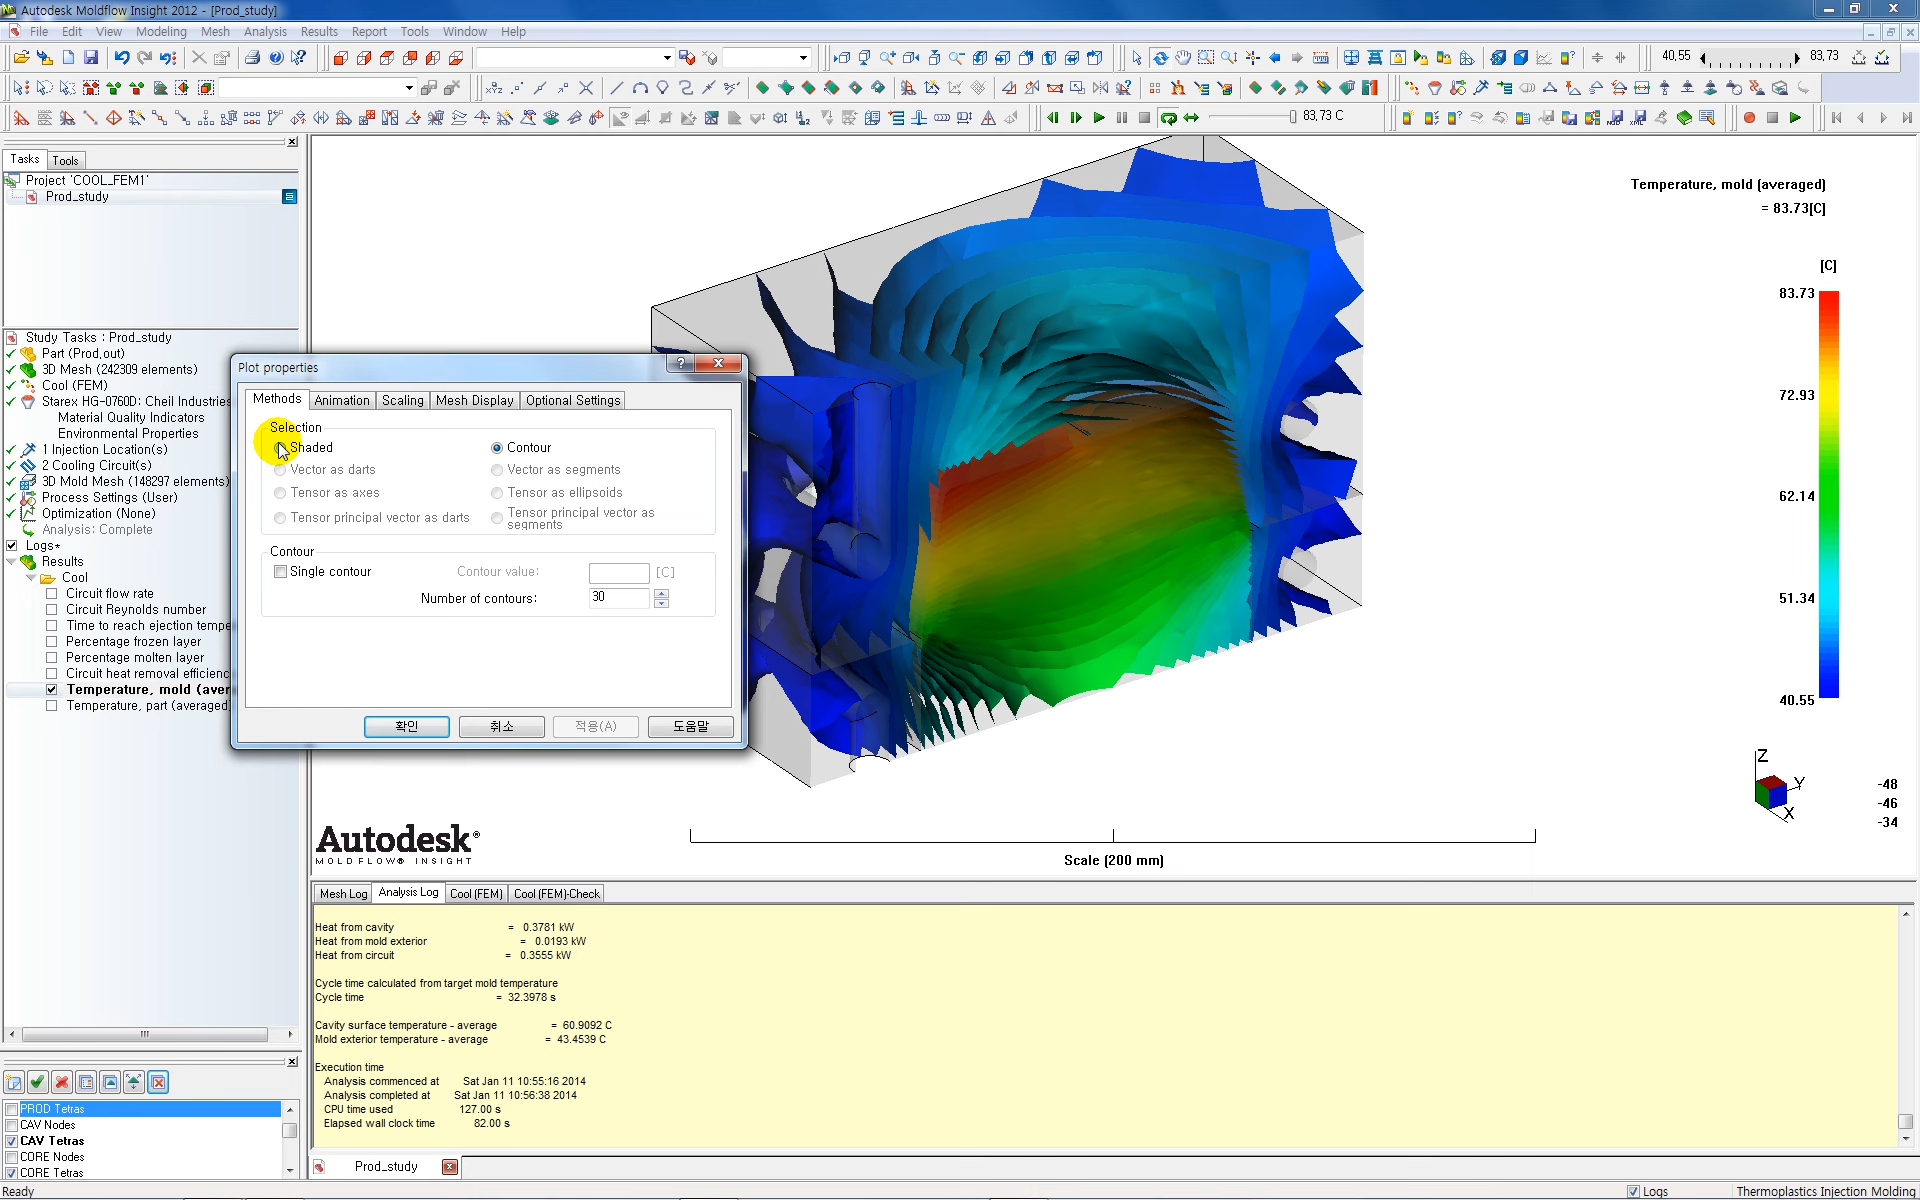 Autodesk Moldflow Insight 2012 - [Prod_study]
File Edit View Modeling Mesh Analysis Results Report Tools Window Help
40,55 83,73
83,73 C
Tasks Tools
Project 'COOL_FEM1'
Prod_study
Study Tasks : Prod_study
Part (Prod,out)
3D Mesh (242309 elements)
Cool (FEM)
Starex HG-0760D: Cheil Industries
Material Quality Indicators
Environmental Properties
1 Injection Location(s)
2 Cooling Circuit(s)
3D Mold Mesh (148297 elements)
Process Settings (User)
Optimization (None)
Analysis: Complete
Logs*
Results
Cool
Circuit flow rate
Circuit Reynolds number
Time to reach ejection tempe
Percentage frozen layer
Percentage molten layer
Circuit heat removal efficienc
Temperature, mold (aver
Temperature, part (averaged
PROD Tetras
CAV Nodes
CAV Tetras
CORE Nodes
CORE Tetras
Plot properties
Methods Animation Scaling Mesh Display Optional Settings
Selection
Shaded Contour
Vector as darts Vector as segments
Tensor as axes Tensor as ellipsoids
Tensor principal vector as darts Tensor principal vector as
segments
Contour
Single contour Contour value: [C]
Number of contours: 30
확인 취소 적용(A) 도움말
Temperature, mold (averaged)
= 83.73[C]
[C]
83.73
72.93
62.14
51.34
40.55
Z
Y
X
-48
-46
-34
Autodesk®
MOLDFLOW® INSIGHT
Scale (200 mm)
Mesh Log Analysis Log Cool (FEM) Cool (FEM)-Check
Heat from cavity = 0.3781 kW
Heat from mold exterior = 0.0193 kW
Heat from circuit = 0.3555 kW
Cycle time calculated from target mold temperature
Cycle time = 32.3978 s
Cavity surface temperature - average = 60.9092 C
Mold exterior temperature - average = 43.4539 C
Execution time
Analysis commenced at Sat Jan 11 10:55:16 2014
Analysis completed at Sat Jan 11 10:56:38 2014
CPU time used 127.00 s
Elapsed wall clock time 82.00 s
Prod_study
Ready Logs Thermoplastics Injection Molding